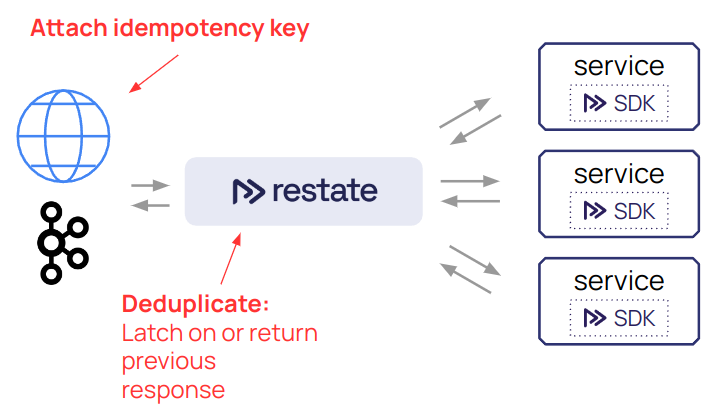 Attach idempotency key
service
SDK
restate
service
SDK
service
SDK
Deduplicate:
Latch on or return
previous
response